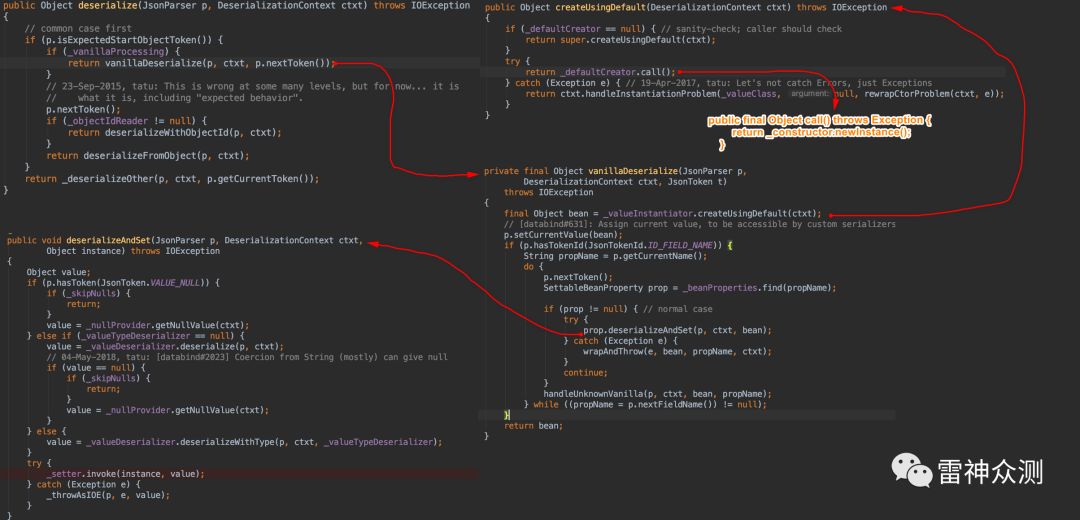 public Object deserialize(JsonParser p, DeserializationContext ctxt) throws IOException
{
    // common case first
    if (p.isExpectedStartObjectToken()) {
        if (_vanillaProcessing) {
            return vanillaDeserialize(p, ctxt, p.nextToken());
        }
        // 23-Sep-2015, tatu: This is wrong at some many levels, but for now... it is
        //    what it is, including "expected behavior".
        p.nextToken();
        if (_objectIdReader != null) {
            return deserializeWithObjectId(p, ctxt);
        }
        return deserializeFromObject(p, ctxt);
    }
    return _deserializeOther(p, ctxt, p.getCurrentToken());
}
public Object createUsingDefault(DeserializationContext ctxt) throws IOException
{
    if (_defaultCreator == null) { // sanity-check; caller should check
        return super.createUsingDefault(ctxt);
    }
    try {
        return _defaultCreator.call();
    } catch (Exception e) { // 19-Apr-2017, tatu: Let's not catch Errors, just Exceptions
        return ctxt.handleInstantiationProblem(_valueClass, argument: null, rewrapCtorProblem(ctxt, e));
    }
}
public final Object call() throws Exception {
    return _constructor.newInstance();
}
private final Object vanillaDeserialize(JsonParser p,
        DeserializationContext ctxt, JsonToken t)
    throws IOException
{
    final Object bean = _valueInstantiator.createUsingDefault(ctxt);
    // [databind#631]: Assign current value, to be accessible by custom serializers
    p.setCurrentValue(bean);
    if (p.hasTokenId(JsonTokenId.ID_FIELD_NAME)) {
        String propName = p.getCurrentName();
        do {
            p.nextToken();
            SettableBeanProperty prop = _beanProperties.find(propName);
            if (prop != null) { // normal case
                try {
                    prop.deserializeAndSet(p, ctxt, bean);
                } catch (Exception e) {
                    wrapAndThrow(e, bean, propName, ctxt);
                }
                continue;
            }
            handleUnknownVanilla(p, ctxt, bean, propName);
        } while ((propName = p.nextFieldName()) != null);
    }
    return bean;
}
public void deserializeAndSet(JsonParser p, DeserializationContext ctxt,
        Object instance) throws IOException
{
    Object value;
    if (p.hasToken(JsonToken.VALUE_NULL)) {
        if (_skipNulls) {
            return;
        }
        value = _nullProvider.getNullValue(ctxt);
    } else if (_valueTypeDeserializer == null) {
        value = _valueDeserializer.deserialize(p, ctxt);
        // 04-May-2018, tatu: [databind#2023] Coercion from String (mostly) can give null
        if (value == null) {
            if (_skipNulls) {
                return;
            }
            value = _nullProvider.getNullValue(ctxt);
        }
    } else {
        value = _valueDeserializer.deserializeWithType(p, ctxt, _valueTypeDeserializer);
    }
    try {
        _setter.invoke(instance, value);
    } catch (Exception e) {
        _throwAsIOE(p, e, value);
    }
}
雷神众测